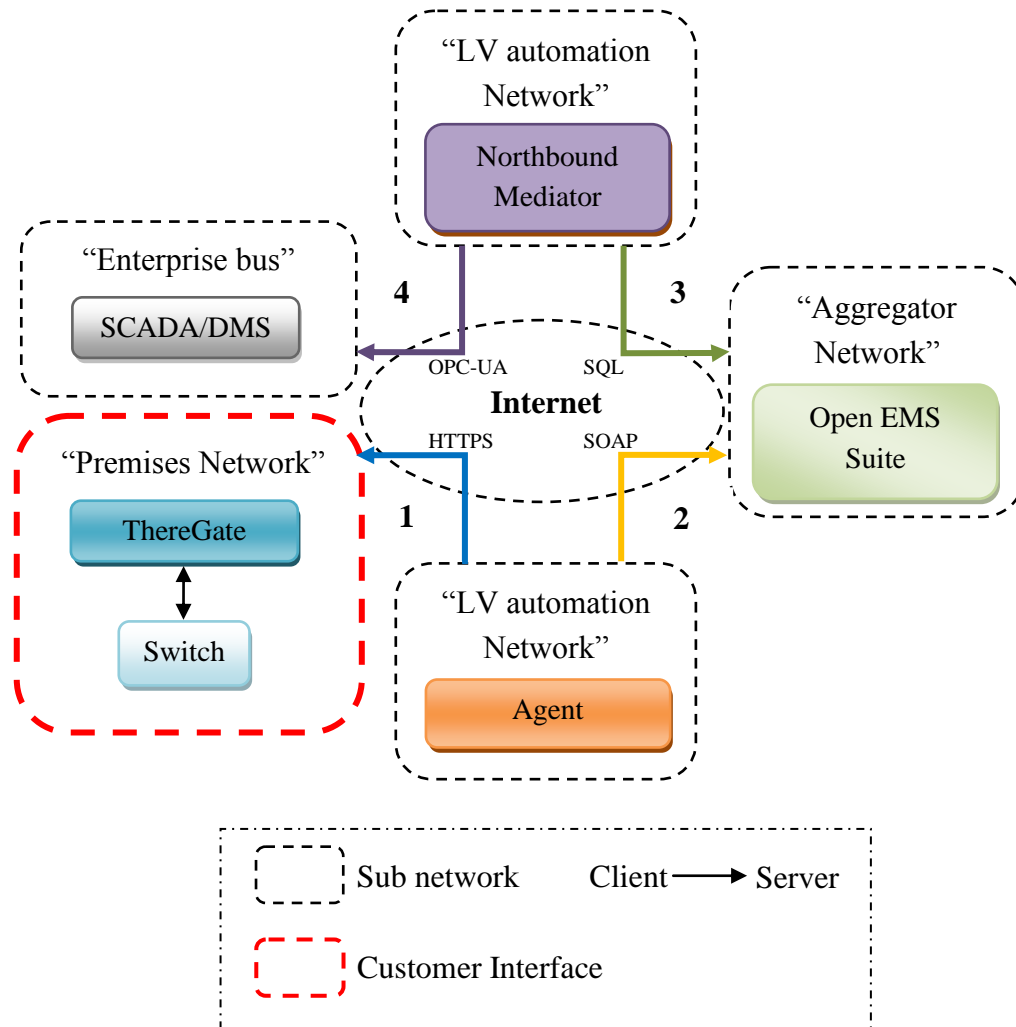 “LV automation
Network”
Northbound
Mediator
“Enterprise bus”
SCADA/DMS
4
3
“Aggregator
Network”
Open EMS
Suite
OPC-UA
SQL
Internet
HTTPS
SOAP
“Premises Network”
ThereGate
Switch
1
2
“LV automation
Network”
Agent
Sub network
Client
Server
Customer Interface